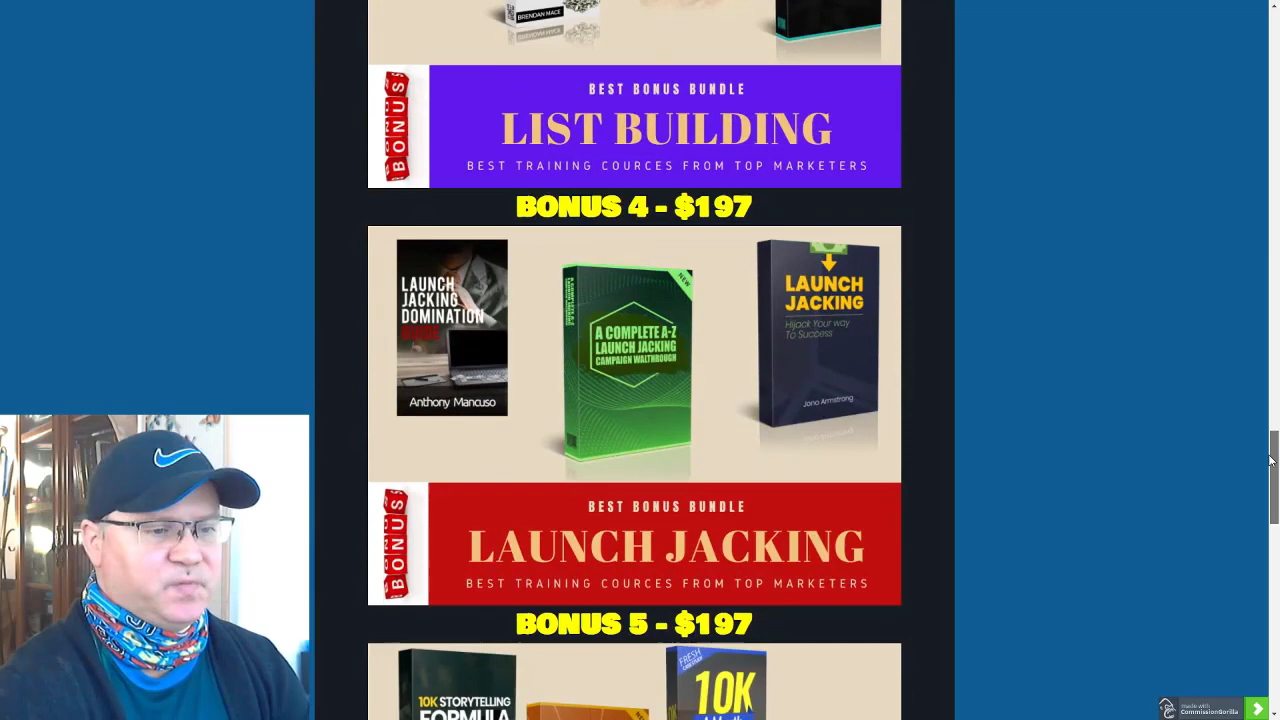 BRENDAN MACE
BONUS
BEST BONUS BUNDLE
LIST BUILDING
BEST TRAINING COURCES FROM TOP MARKETERS
BONUS 4 - $197
LAUNCH
JACKING
DOMINATION
GUIDE
Anthony Mancuso
NEW
A COMPLETE A-Z
LAUNCH JACKING
CAMPAIGN WALTHROUGH
LAUNCH
JACKING
Hijack Your way
To Success
Jono Armstrong
BONUS
BEST BONUS BUNDLE
LAUNCH JACKING
BEST TRAINING COURCES FROM TOP MARKETERS
BONUS 5 - $197
10K STORYTELLING
FORMULA
NEW
FRESH
10K
made with
CommissionGorilla